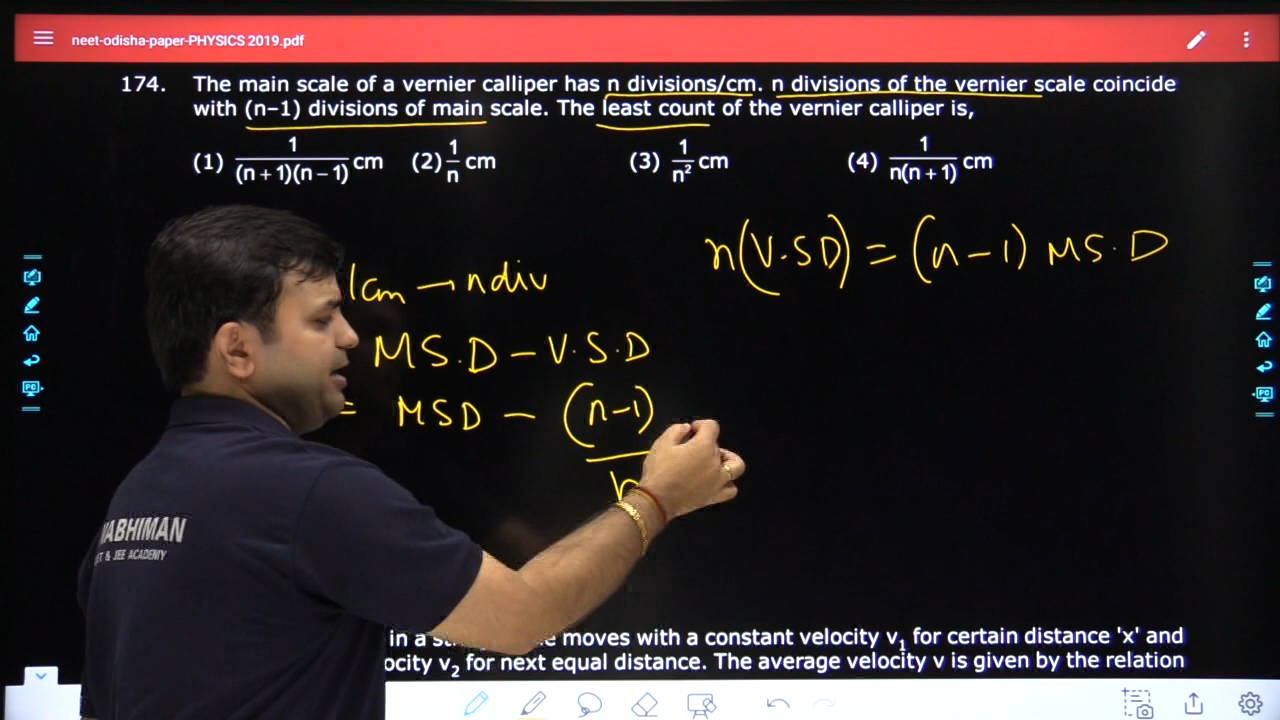 neet-odisha-paper-PHYSICS 2019.pdf
174. The main scale of a vernier calliper has n divisions/cm. n divisions of the vernier scale coincide
with (n–1) divisions of main scale. The least count of the vernier calliper is,
(1) 1/((n + 1)(n – 1)) cm (2) 1/n cm (3) 1/n² cm (4) 1/(n(n + 1)) cm
n(V.SD) = (n – 1) MS.D
1cm → n div
MS.D – V.S.D
= MSD – (n–1)
n
ABHIMAN
& JEE ACADEMY
in a moves with a constant velocity v₁ for certain distance 'x' and
v₂ for next equal distance. The average velocity v is given by the relation
PC
PC